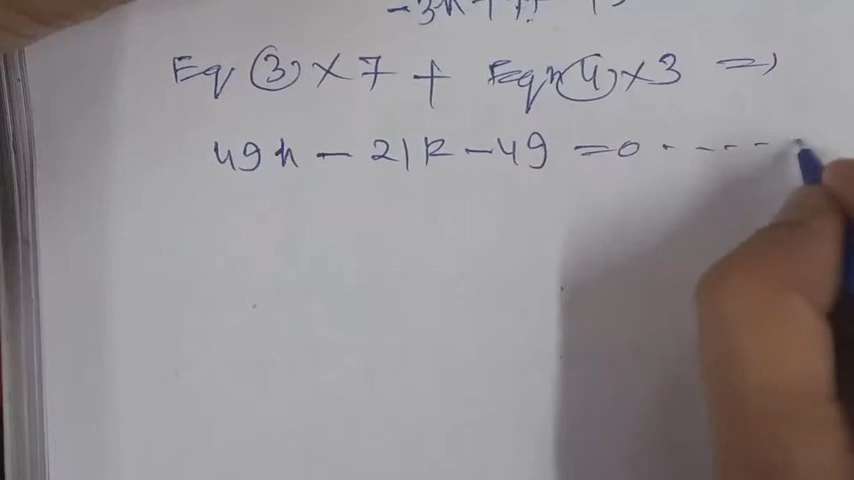 Eq ③ × 7 + Eqn ④ × 3 =>
49h - 21k - 49 = 0 . - - - -